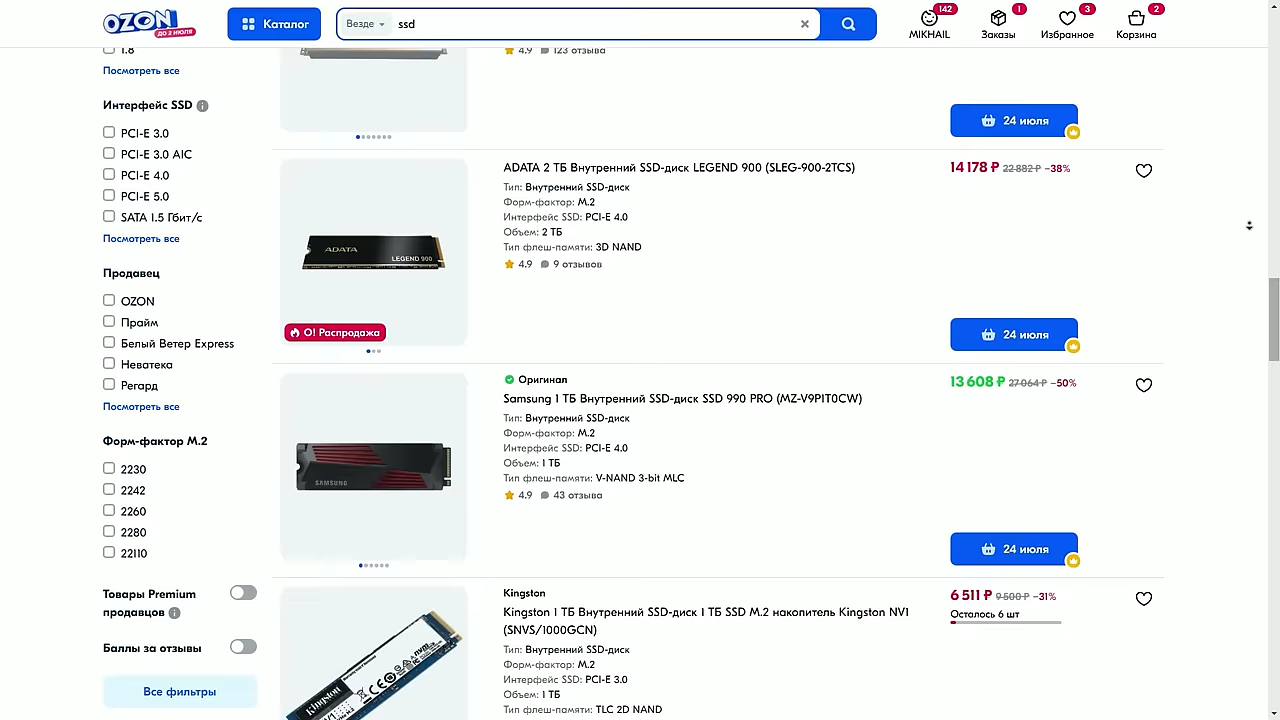 OZON
ДО 2 ИЮЛЯ
Каталог
Везде
ssd
142
MIKHAIL
1
Заказы
3
Избранное
2
Корзина
1.8
Посмотреть все
Интерфейс SSD
PCI-E 3.0
PCI-E 3.0 AIC
PCI-E 4.0
PCI-E 5.0
SATA 1.5 Гбит/с
Посмотреть все
Продавец
OZON
Прайм
Белый Ветер Express
Неватека
Регард
Посмотреть все
Форм-фактор M.2
2230
2242
2260
2280
22110
Товары Premium
продавцов
Баллы за отзывы
Все фильтры
4.9 123 отзыва
24 июля
ADATA
LEGEND 900
О! Распродажа
ADATA 2 ТБ Внутренний SSD-диск LEGEND 900 (SLEG-900-2TCS)
Тип: Внутренний SSD-диск
Форм-фактор: M.2
Интерфейс SSD: PCI-E 4.0
Объем: 2 ТБ
Тип флеш-памяти: 3D NAND
4.9 9 отзывов
14 178 ₽ 22 882 ₽ −38%
24 июля
SAMSUNG
Оригинал
Samsung 1 ТБ Внутренний SSD-диск SSD 990 PRO (MZ-V9P1T0CW)
Тип: Внутренний SSD-диск
Форм-фактор: M.2
Интерфейс SSD: PCI-E 4.0
Объем: 1 ТБ
Тип флеш-памяти: V-NAND 3-bit MLC
4.9 43 отзыва
13 608 ₽ 27 064 ₽ −50%
24 июля
Kingston
Kingston
Kingston 1 ТБ Внутренний SSD-диск 1 ТБ SSD M.2 накопитель Kingston NV1
(SNVS/1000GCN)
Тип: Внутренний SSD-диск
Форм-фактор: M.2
Интерфейс SSD: PCI-E 3.0
Объем: 1 ТБ
Тип флеш-памяти: TLC 2D NAND
6 511 ₽ 9 500 ₽ −31%
Осталось 6 шт